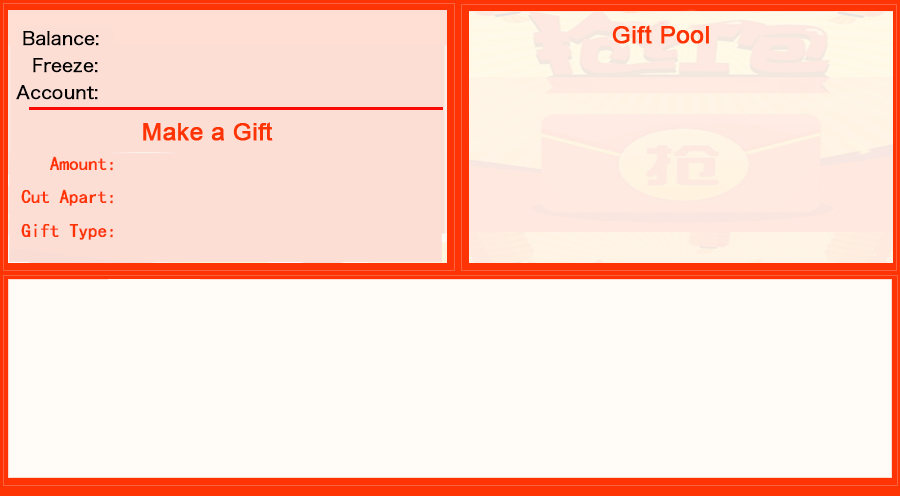 Balance:
Freeze:
Account:
Make a Gift
Amount:
Cut Apart:
Gift Type:
Gift Pool
抢红包
抢